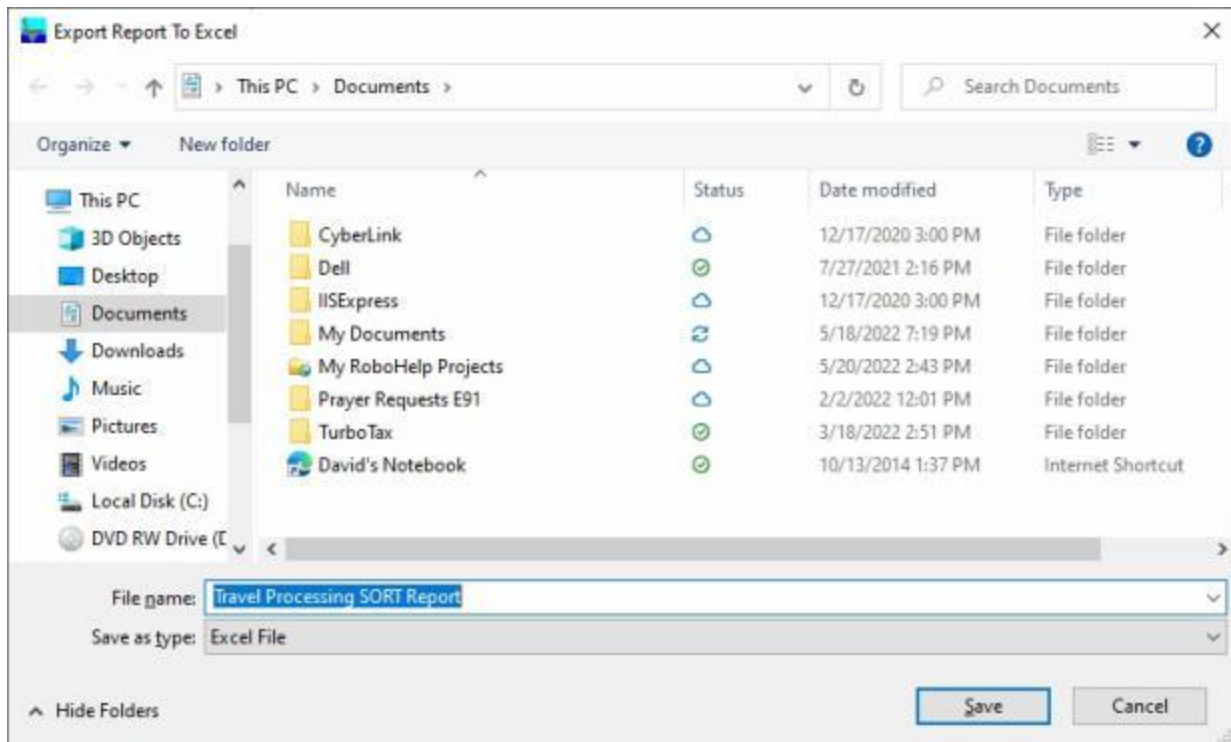 Export Report To Excel
This PC > Documents >
Search Documents
Organize
New folder
Name Status Date modified Type
This PC
3D Objects
Desktop
Documents
Downloads
Music
Pictures
Videos
Local Disk (C:)
DVD RW Drive (D
CyberLink 12/17/2020 3:00 PM File folder
Dell 7/27/2021 2:16 PM File folder
IISExpress 12/17/2020 3:00 PM File folder
My Documents 5/18/2022 7:19 PM File folder
My RoboHelp Projects 5/20/2022 2:43 PM File folder
Prayer Requests E91 2/2/2022 12:01 PM File folder
TurboTax 3/18/2022 2:51 PM File folder
David's Notebook 10/13/2014 1:37 PM Internet Shortcut
File name: Travel Processing SORT Report
Save as type: Excel File
Hide Folders
Save
Cancel